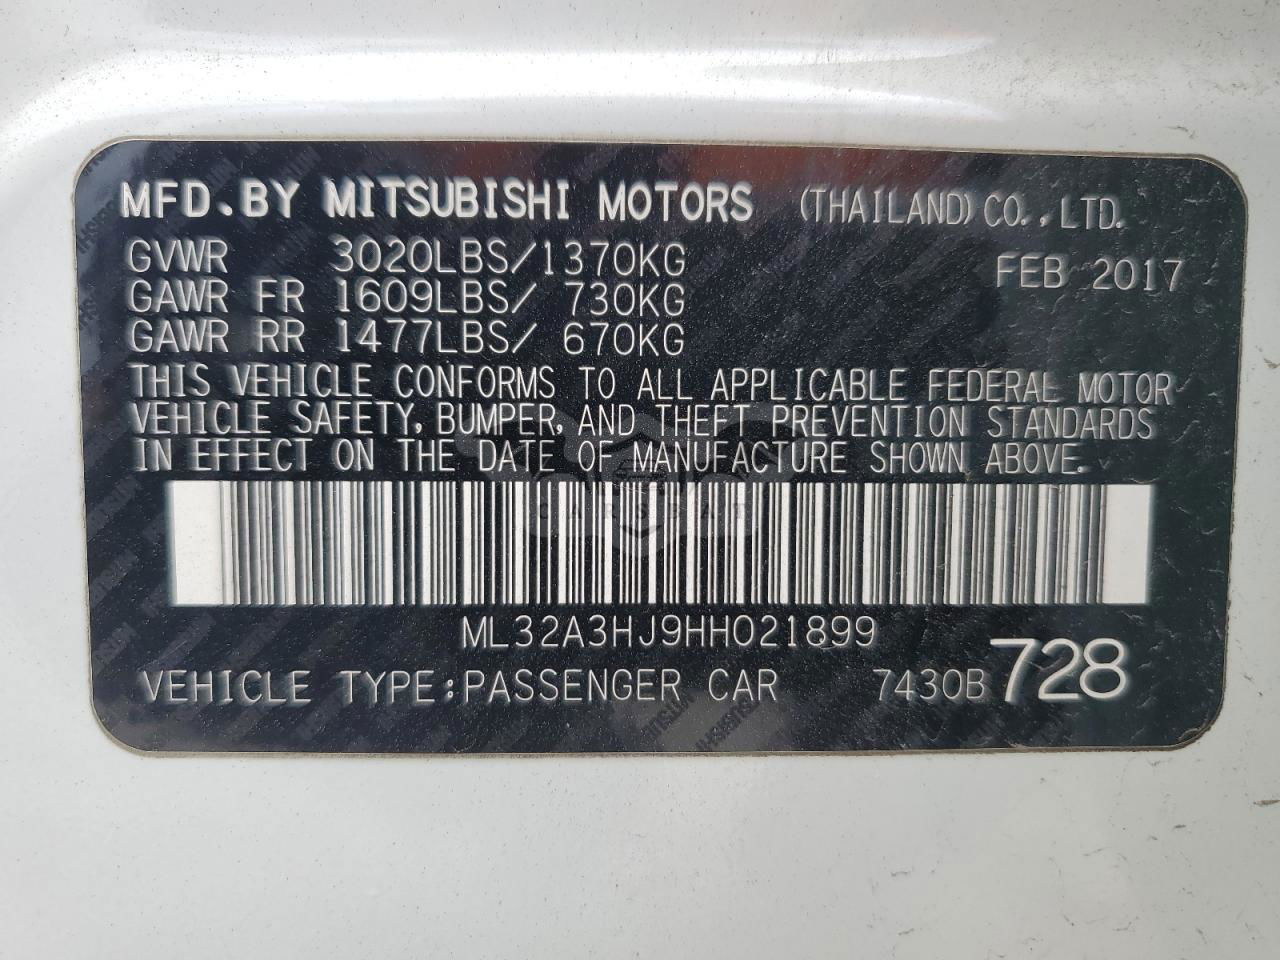 MFD.BY MITSUBISHI MOTORS (THAILAND) CO.,LTD.
GVWR 3020LBS/1370KG FEB 2017
GAWR FR 1609LBS/ 730KG
GAWR RR 1477LBS/ 670KG
THIS VEHICLE CONFORMS TO ALL APPLICABLE FEDERAL MOTOR
VEHICLE SAFETY, BUMPER, AND THEFT PREVENTION STANDARDS
IN EFFECT ON THE DATE OF MANUFACTURE SHOWN ABOVE.
ML32A3HJ9HH021899
VEHICLE TYPE:PASSENGER CAR 7430B 728